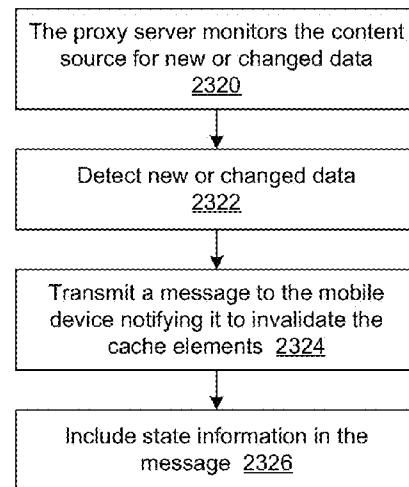 The proxy server monitors the content
source for new or changed data
2320
Detect new or changed data
2322
Transmit a message to the mobile
device notifying it to invalidate the
cache elements 2324
Include state information in the
message 2326